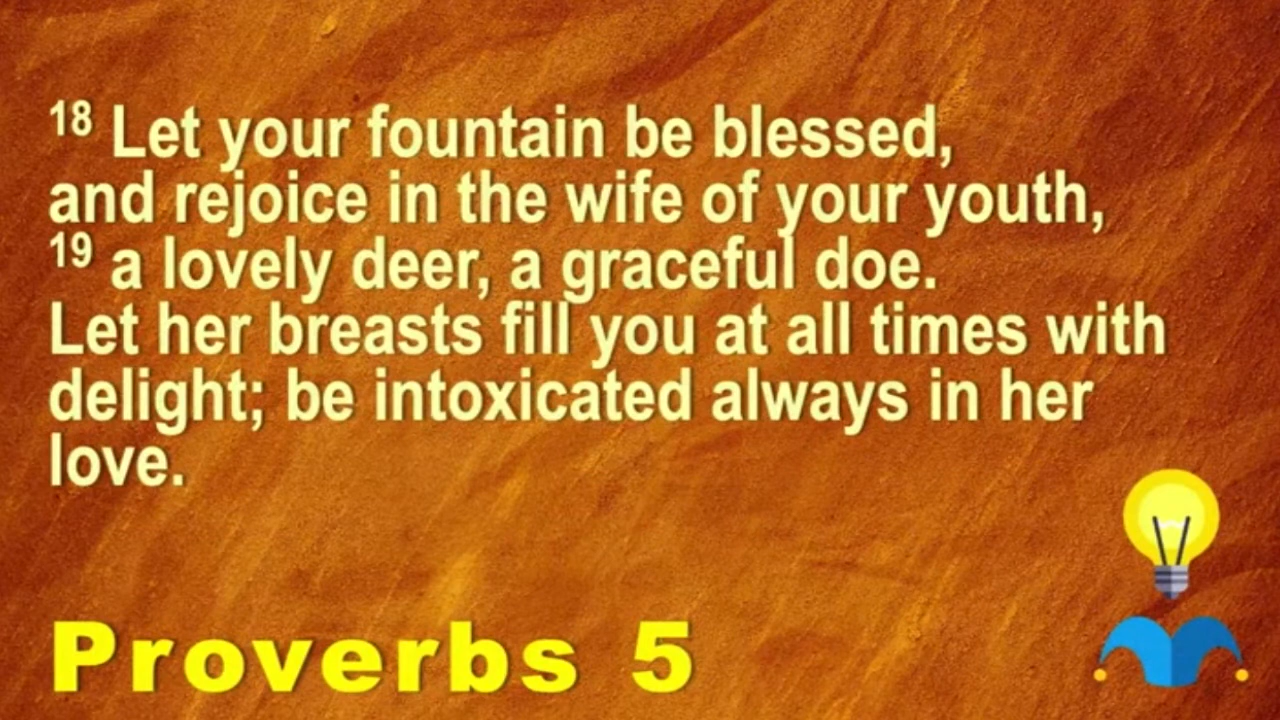 18 Let your fountain be blessed,
and rejoice in the wife of your youth,
19 a lovely deer, a graceful doe.
Let her breasts fill you at all times with
delight; be intoxicated always in her
love.
Proverbs 5